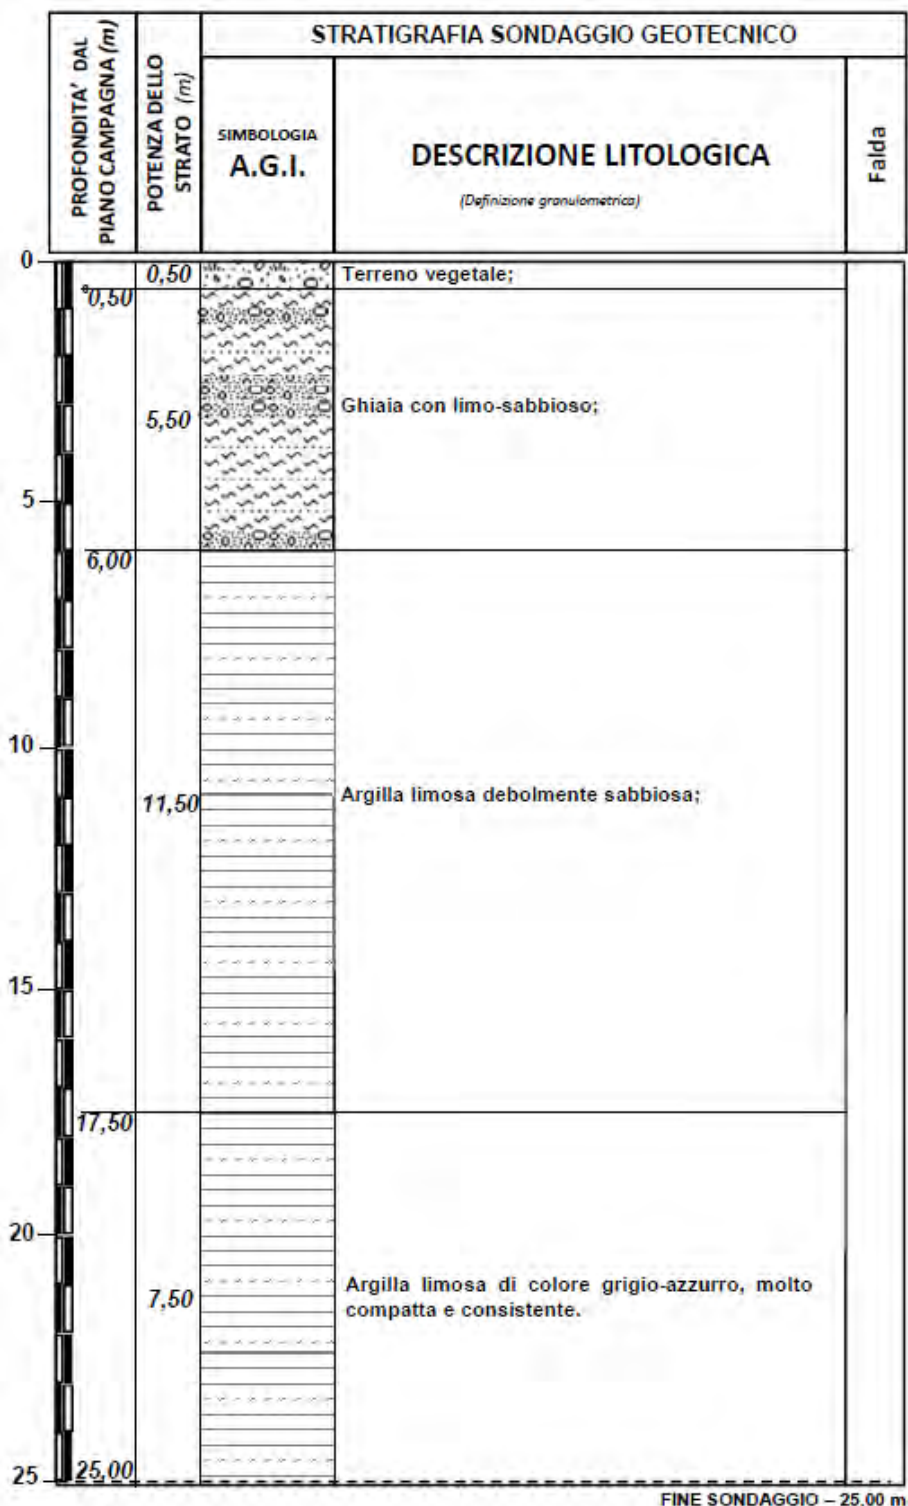 STRATIGRAFIA SONDAGGIO GEOTECNICO
PROFONDITA' DAL
PIANO CAMPAGNA (m)
POTENZA DELLO
STRATO (m)
SIMBOLOGIA
A.G.I.
DESCRIZIONE LITOLOGICA
(Definizione granulometrica)
Falda
0
0,50
Terreno vegetale;
0,50
Ghiaia con limo-sabbioso;
5,50
5
6,00
10
Argilla limosa debolmente sabbiosa;
11,50
15
17,50
20
Argilla limosa di colore grigio-azzurro, molto
7,50
compatta e consistente.
25,00
25
FINE SONDAGGIO – 25.00 m